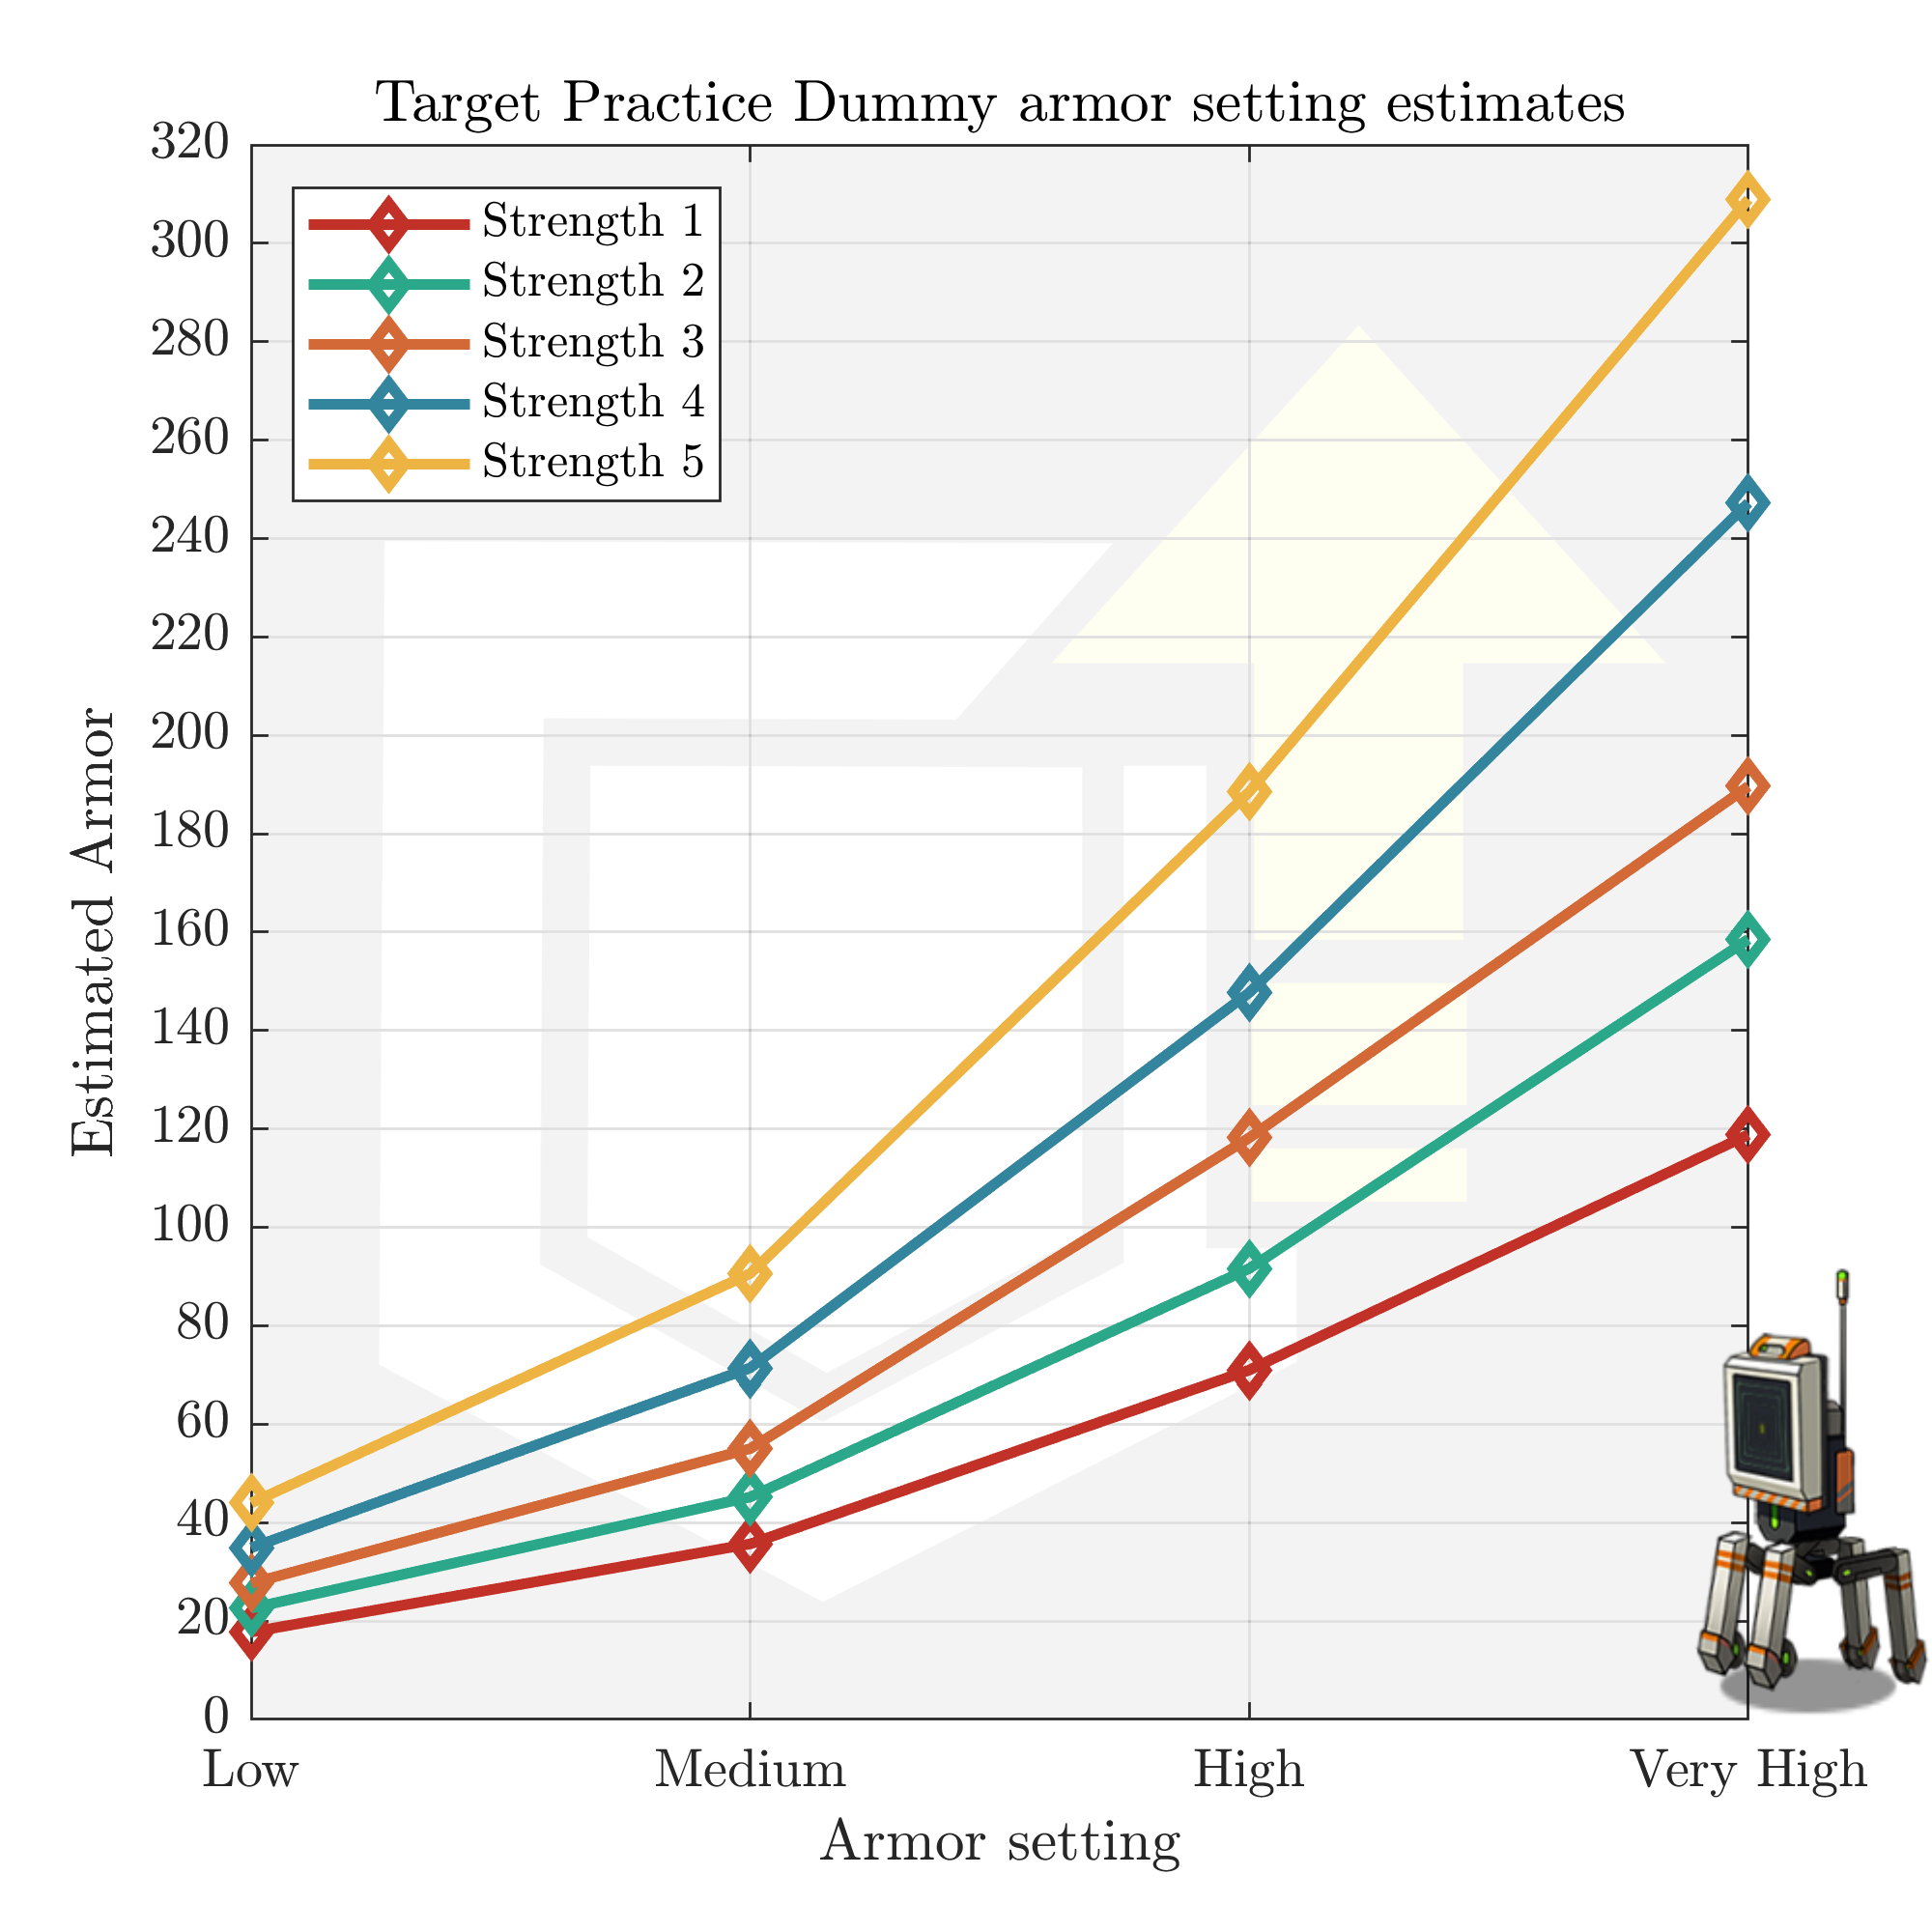 Target Practice Dummy armor setting estimates
320
300
280
260
240
220
200
180
160
140
120
100
80
60
40
20
0
Strength 1
Strength 2
Strength 3
Strength 4
Strength 5
Estimated Armor
Low Medium High Very High
Armor setting